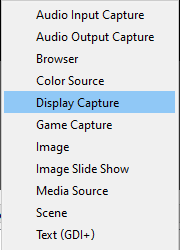 Audio Input Capture
Audio Output Capture
Browser
Color Source
Display Capture
Game Capture
Image
Image Slide Show
Media Source
Scene
Text (GDI+)